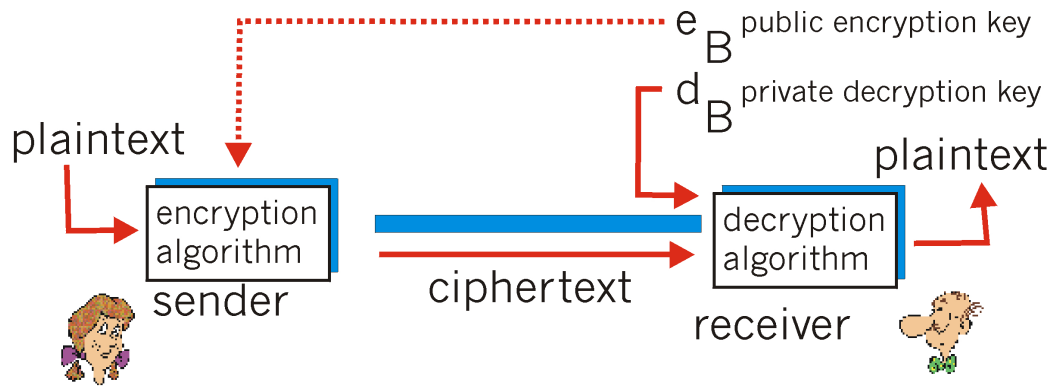 e B public encryption key
d B private decryption key
plaintext
plaintext
encryption
algorithm
decryption
algorithm
sender
ciphertext
receiver